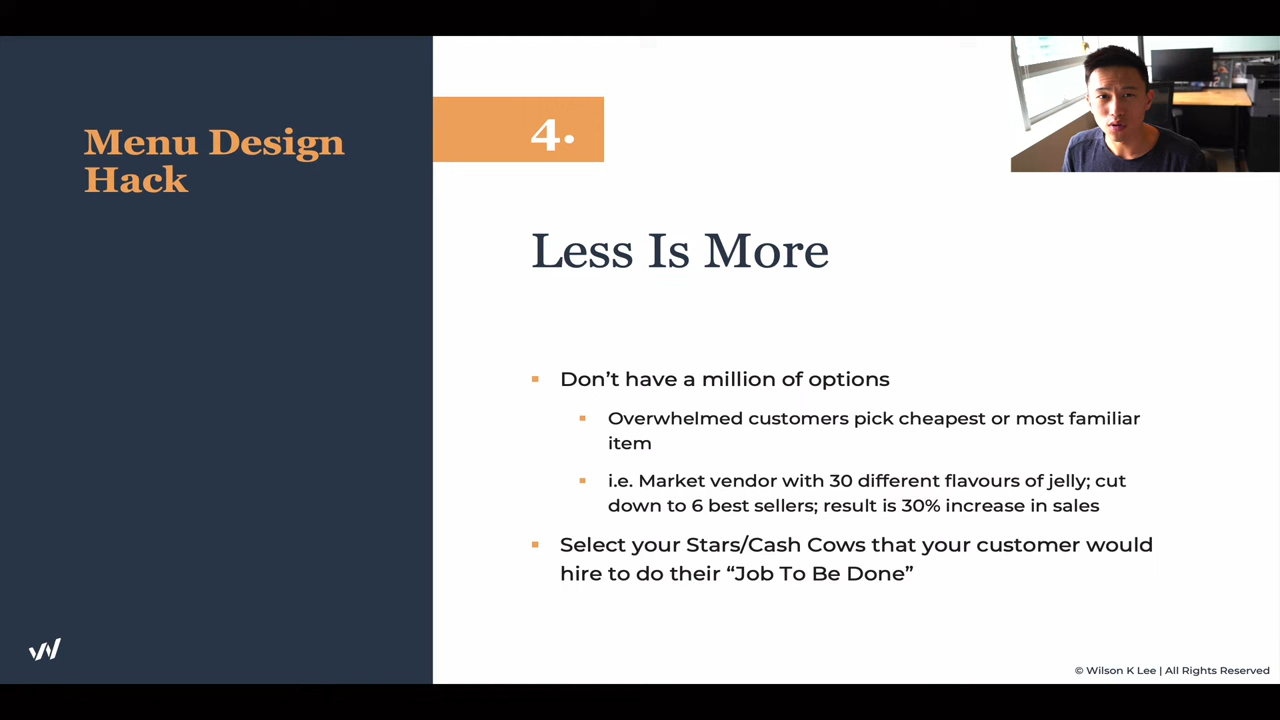 Menu Design
Hack
4.
Less Is More
Don’t have a million of options
Overwhelmed customers pick cheapest or most familiar
item
i.e. Market vendor with 30 different flavours of jelly; cut
down to 6 best sellers; result is 30% increase in sales
Select your Stars/Cash Cows that your customer would
hire to do their “Job To Be Done”
© Wilson K Lee | All Rights Reserved